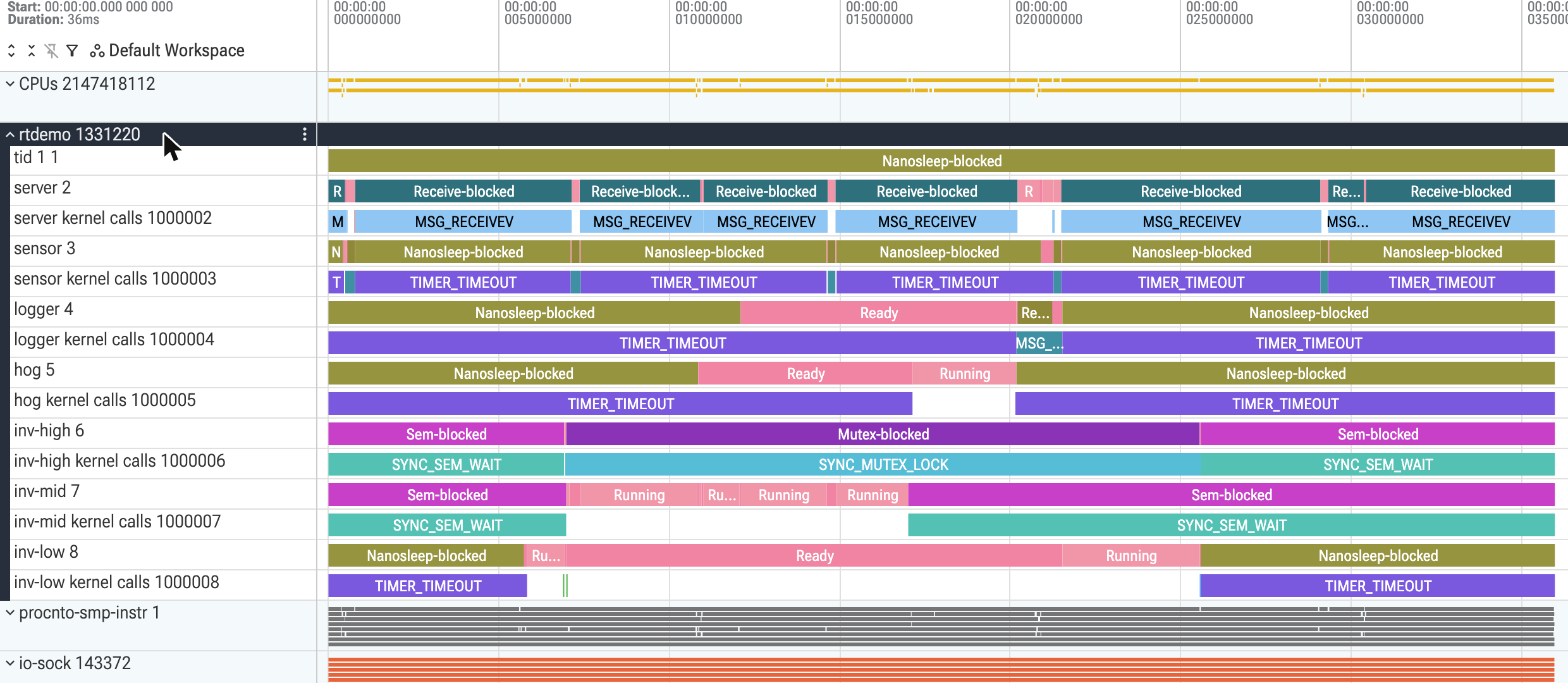 Start: 00:00:00.000 000 000
Duration: 36ms
00:00:00 00:00:00 00:00:00 00:00:00 00:00:00 00:00:00 00:00:00
000000000 005000000 010000000 015000000 020000000 025000000 030000000
Default Workspace
CPUs 2147418112
rtdemo 1331220
tid 1 1 Nanosleep-blocked
server 2 R Receive-blocked Receive-block... Receive-blocked Receive-blocked R Receive-blocked Re... Receive-blocked
server kernel calls 1000002 M MSG_RECEIVEV MSG_RECEIVEV MSG_RECEIVEV MSG_RECEIVEV MSG_RECEIVEV MSG... MSG_RECEIVEV
sensor 3 N Nanosleep-blocked Nanosleep-blocked Nanosleep-blocked Nanosleep-blocked Nanosleep-blocked
sensor kernel calls 1000003 T TIMER_TIMEOUT TIMER_TIMEOUT TIMER_TIMEOUT TIMER_TIMEOUT TIMER_TIMEOUT
logger 4 Nanosleep-blocked Ready Re... Nanosleep-blocked
logger kernel calls 1000004 TIMER_TIMEOUT MSG_... TIMER_TIMEOUT
hog 5 Nanosleep-blocked Ready Running Nanosleep-blocked
hog kernel calls 1000005 TIMER_TIMEOUT TIMER_TIMEOUT
inv-high 6 Sem-blocked Mutex-blocked Sem-blocked
inv-high kernel calls 1000006 SYNC_SEM_WAIT SYNC_MUTEX_LOCK SYNC_SEM_WAIT
inv-mid 7 Sem-blocked Running Ru... Running Running Sem-blocked
inv-mid kernel calls 1000007 SYNC_SEM_WAIT SYNC_SEM_WAIT
inv-low 8 Nanosleep-blocked Ru... Ready Running Nanosleep-blocked
inv-low kernel calls 1000008 TIMER_TIMEOUT TIMER_TIMEOUT
procnto-smp-instr 1
io-sock 143372